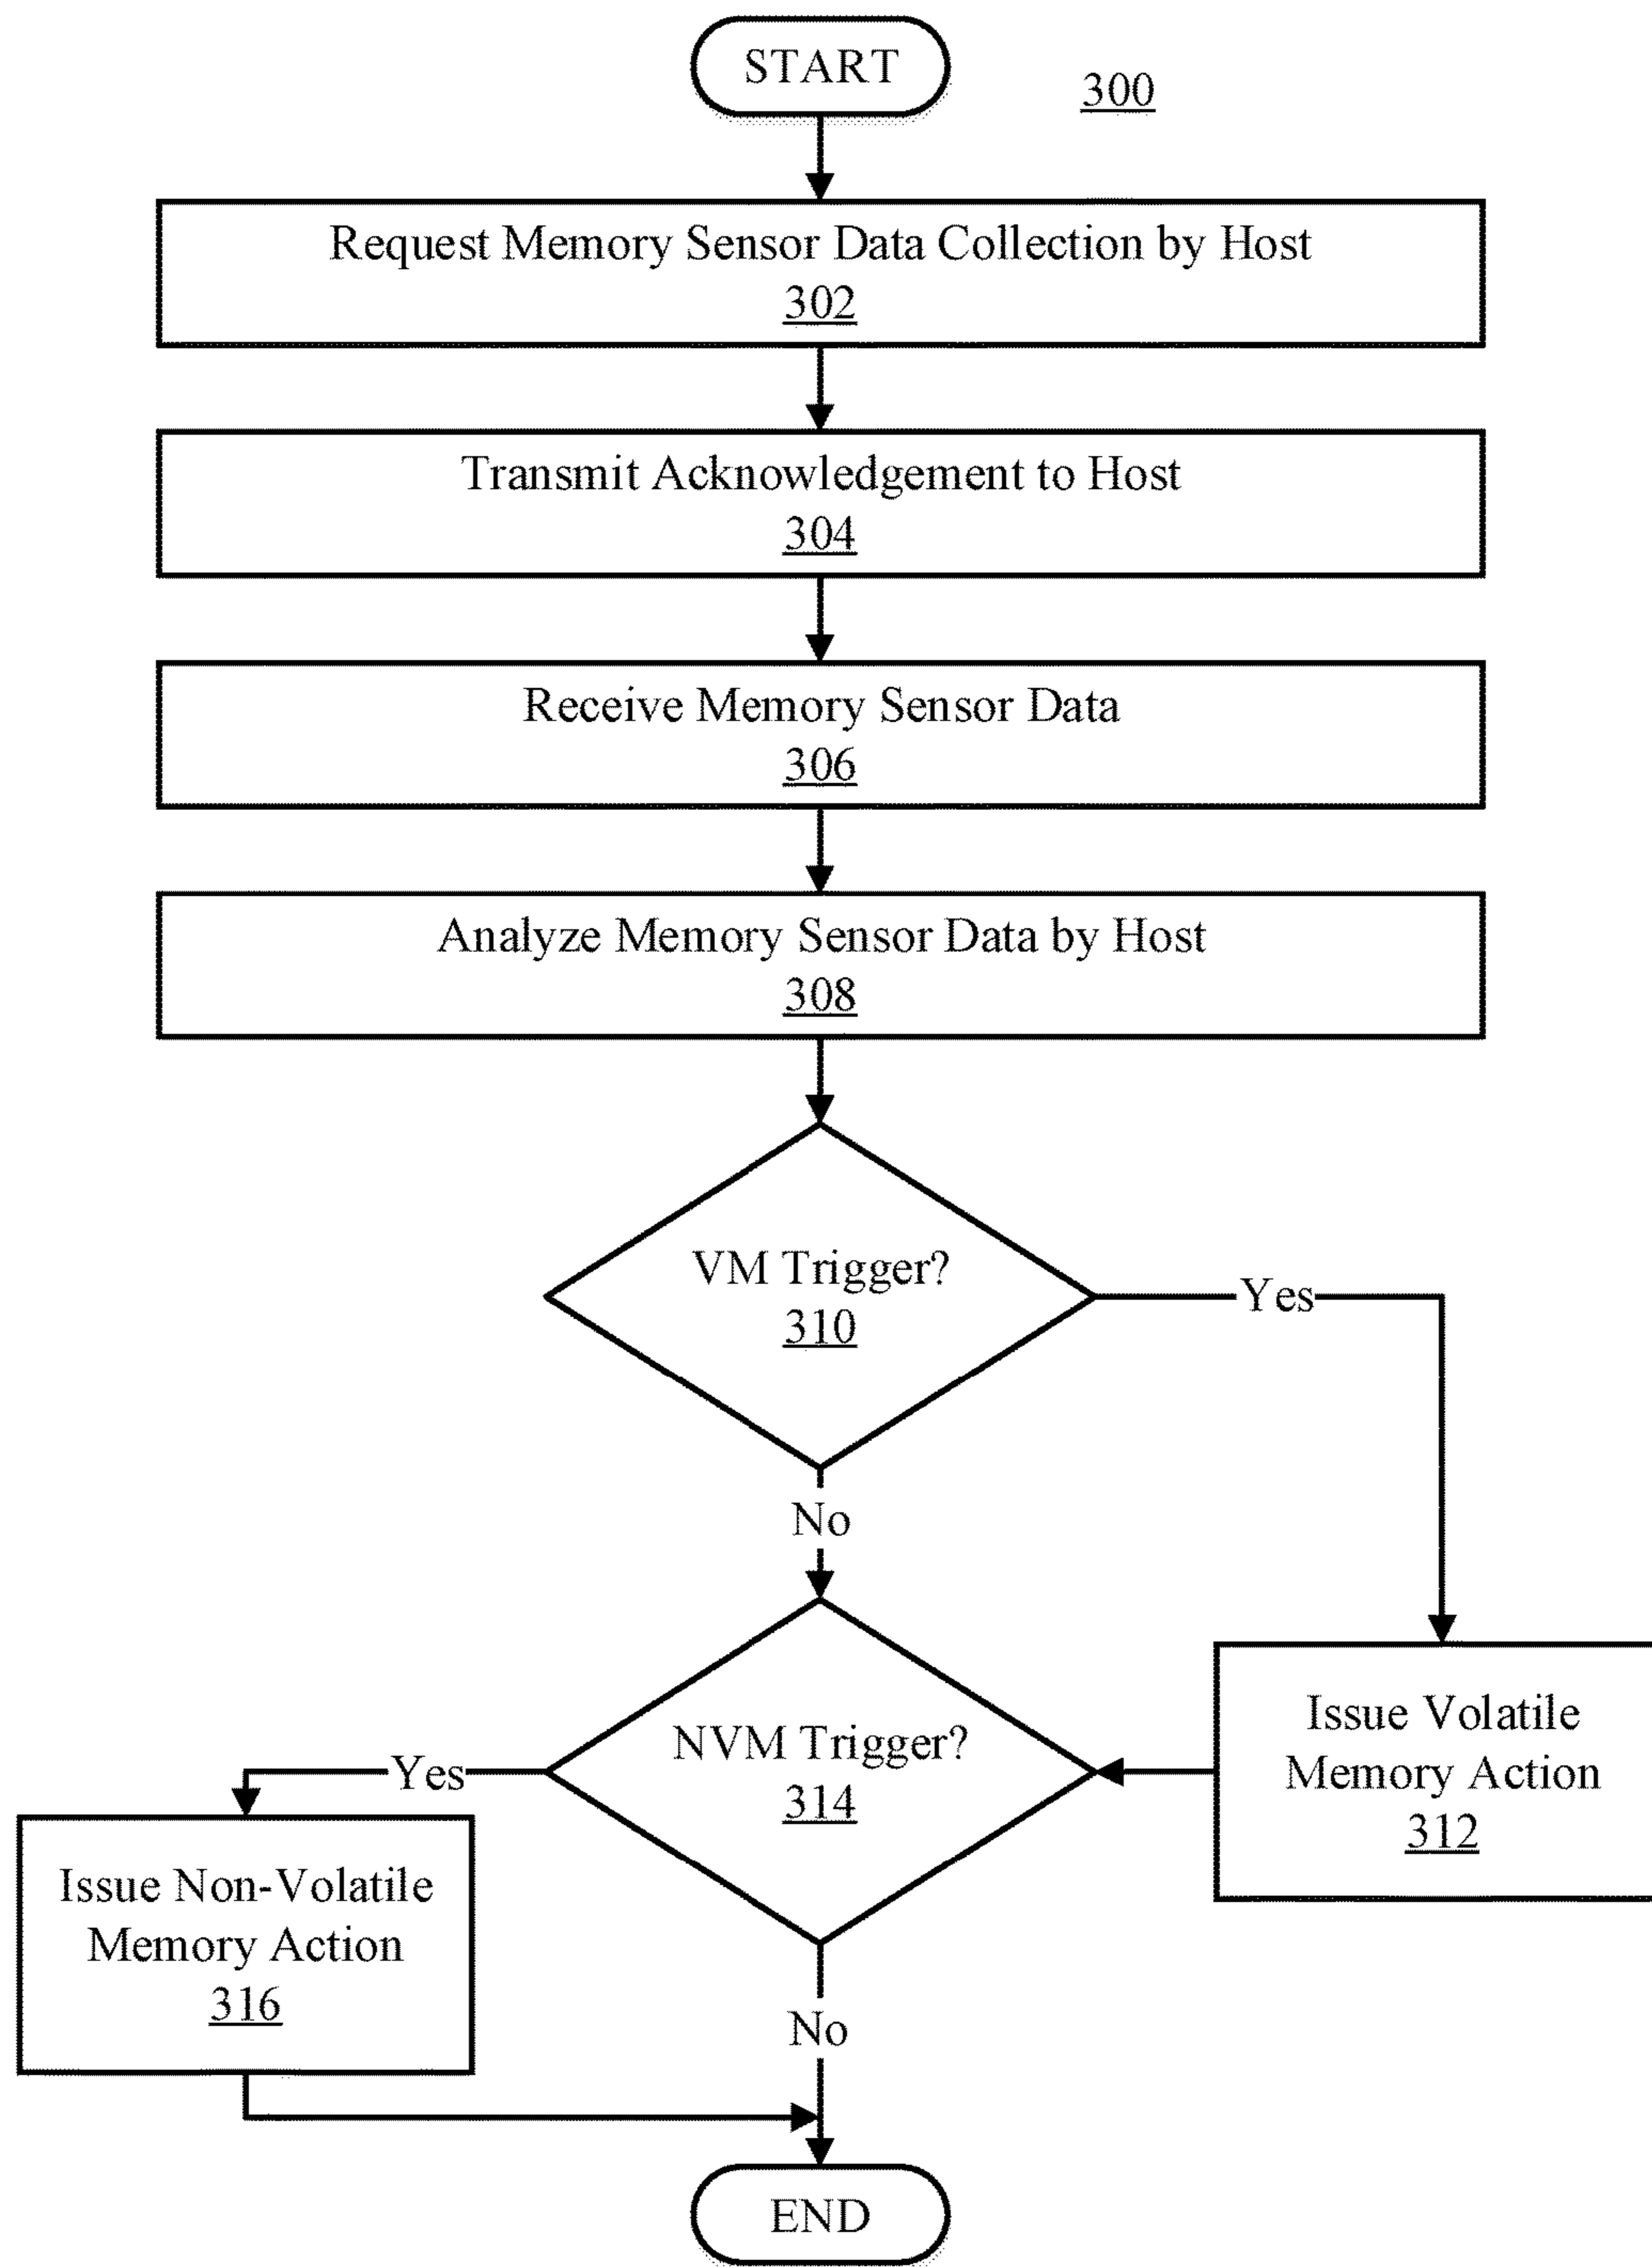 START
300
Request Memory Sensor Data Collection by Host
302
Transmit Acknowledgement to Host
304
Receive Memory Sensor Data
306
Analyze Memory Sensor Data by Host
308
VM Trigger?
310
Yes
No
NVM Trigger?
314
Yes
Issue Volatile
Memory Action
312
Issue Non-Volatile
Memory Action
316
No
END